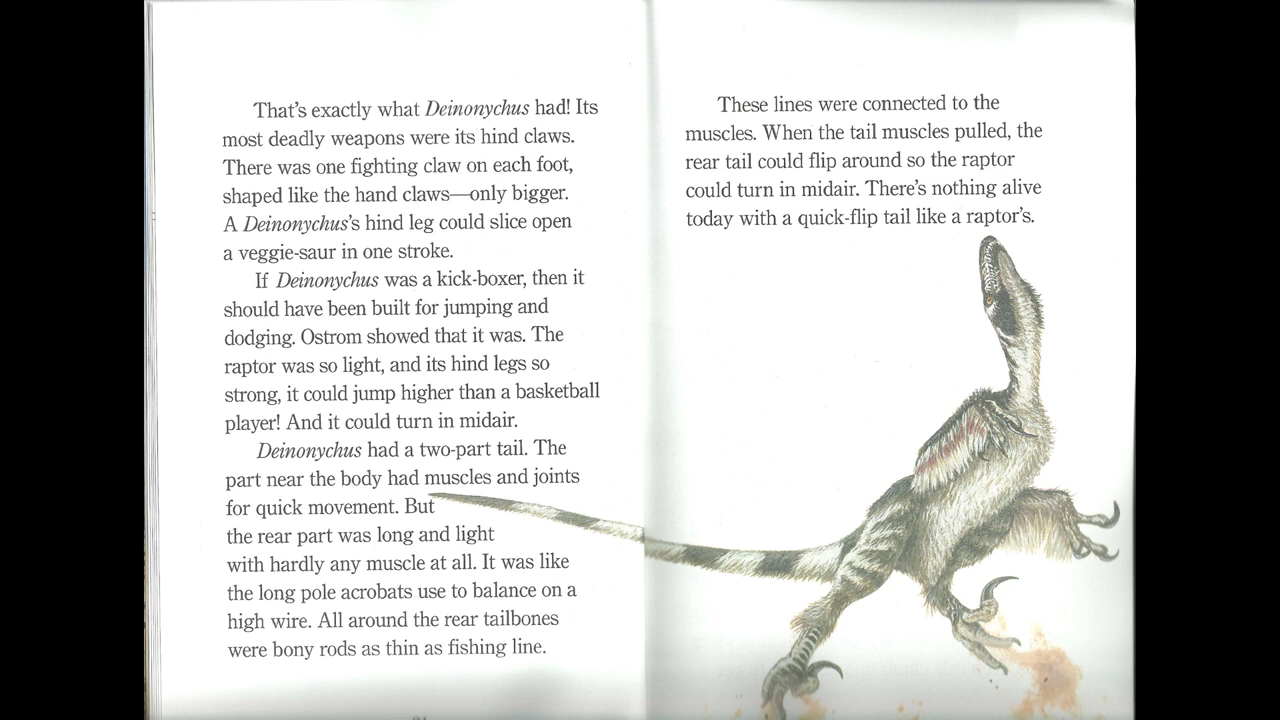 That's exactly what Deinonychus had! Its
most deadly weapons were its hind claws.
There was one fighting claw on each foot,
shaped like the hand claws—only bigger.
A Deinonychus's hind leg could slice open
a veggie-saur in one stroke.
If Deinonychus was a kick-boxer, then it
should have been built for jumping and
dodging. Ostrom showed that it was. The
raptor was so light, and its hind legs so
strong, it could jump higher than a basketball
player! And it could turn in midair.
Deinonychus had a two-part tail. The
part near the body had muscles and joints
for quick movement. But
the rear part was long and light
with hardly any muscle at all. It was like
the long pole acrobats use to balance on a
high wire. All around the rear tailbones
were bony rods as thin as fishing line.
These lines were connected to the
muscles. When the tail muscles pulled, the
rear tail could flip around so the raptor
could turn in midair. There's nothing alive
today with a quick-flip tail like a raptor's.